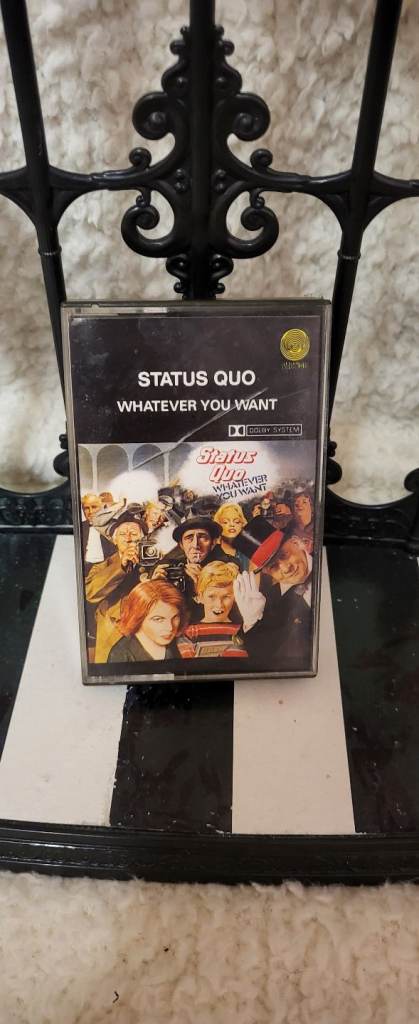 STATUS QUO
WHATEVER YOU WANT
DOLBY SYSTEM
Status
Quo
WHATEVER
YOU WANT